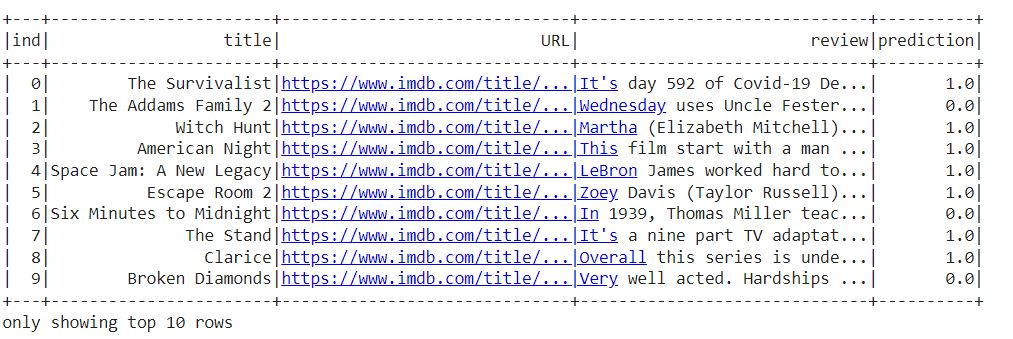 +---+--------------------+--------------------+--------------------+----------+
|ind|               title|                 URL|              review|prediction|
+---+--------------------+--------------------+--------------------+----------+
|  0|      The Survivalist|https://www.imdb.com/title/...|It's day 592 of Covid-19 De...|       1.0|
|  1|  The Addams Family 2|https://www.imdb.com/title/...|Wednesday uses Uncle Fester...|       0.0|
|  2|           Witch Hunt|https://www.imdb.com/title/...|Martha (Elizabeth Mitchell)...|       1.0|
|  3|       American Night|https://www.imdb.com/title/...|This film start with a man ...|       1.0|
|  4|Space Jam: A New Legacy|https://www.imdb.com/title/...|LeBron James worked hard to...|       1.0|
|  5|        Escape Room 2|https://www.imdb.com/title/...|Zoey Davis (Taylor Russell)...|       1.0|
|  6|Six Minutes to Midnight|https://www.imdb.com/title/...|In 1939, Thomas Miller teac...|       0.0|
|  7|            The Stand|https://www.imdb.com/title/...|It's a nine part TV adaptat...|       1.0|
|  8|              Clarice|https://www.imdb.com/title/...|Overall this series is unde...|       1.0|
|  9|      Broken Diamonds|https://www.imdb.com/title/...|Very well acted. Hardships ...|       0.0|
+---+--------------------+--------------------+--------------------+----------+
only showing top 10 rows